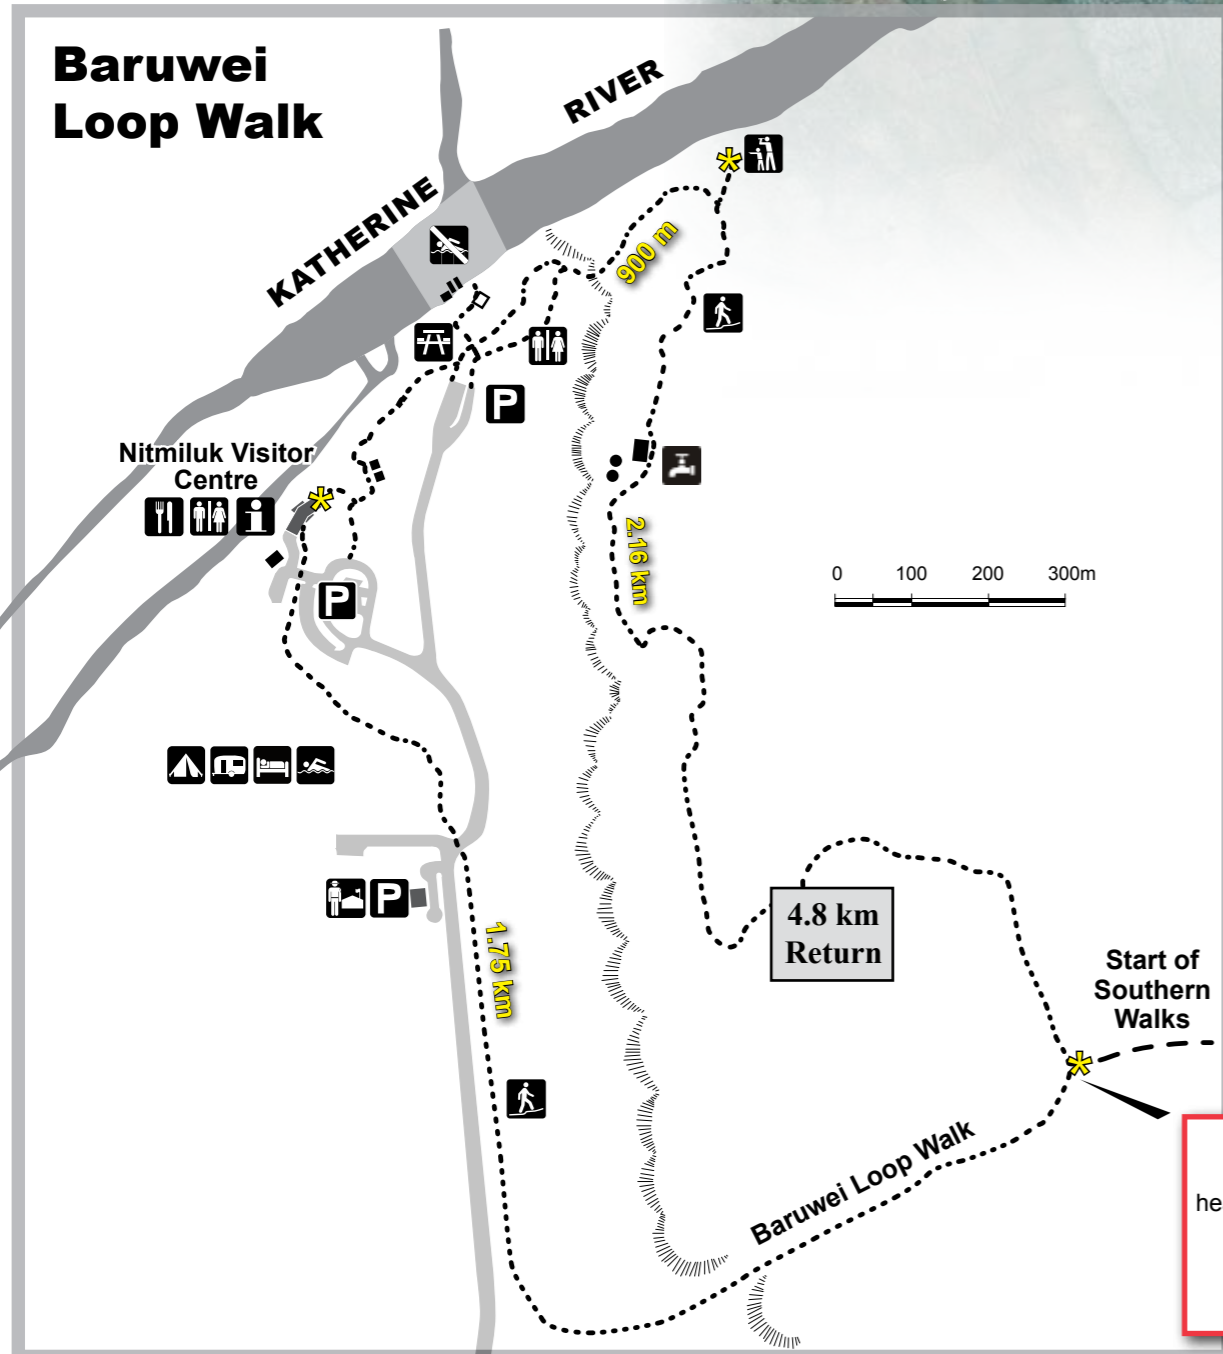 Baruwei
Loop Walk
RIVER
KATHERINE
900 m
P
Nitmiluk Visitor
Centre
2.16 km
0 100 200 300m
P
P
1.75 km
4.8 km
Return
Start of
Southern
Walks
Baruwei Loop Walk
he